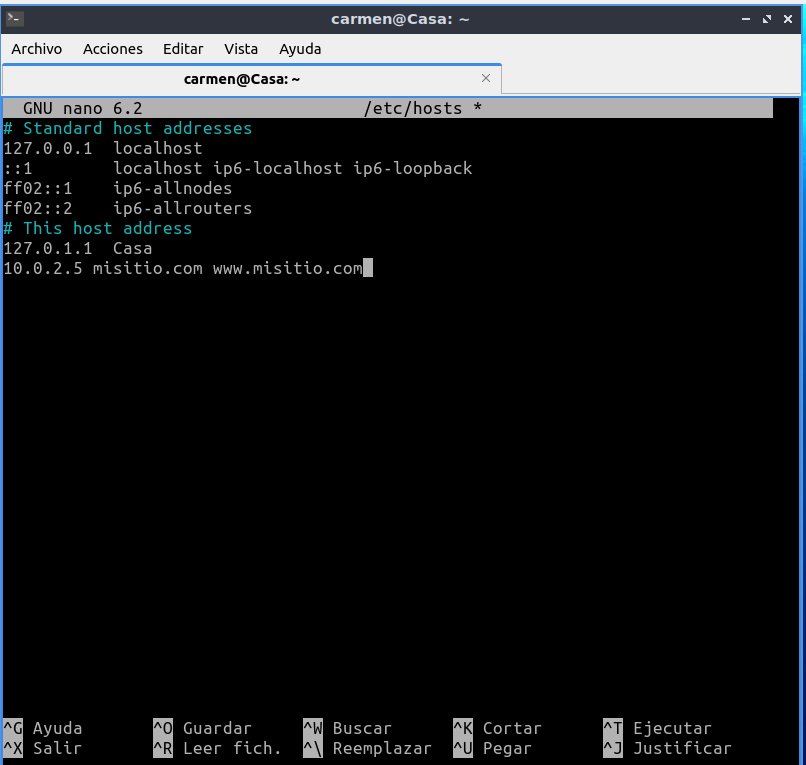 carmen@Casa: ~
Archivo Acciones Editar Vista Ayuda
carmen@Casa: ~
GNU nano 6.2 /etc/hosts *
# Standard host addresses
127.0.0.1 localhost
::1 localhost ip6-localhost ip6-loopback
ff02::1 ip6-allnodes
ff02::2 ip6-allrouters
# This host address
127.0.1.1 Casa
10.0.2.5 misitio.com www.misitio.com
^G Ayuda ^O Guardar ^W Buscar ^K Cortar ^T Ejecutar
^X Salir ^R Leer fich. ^\ Reemplazar ^U Pegar ^J Justificar